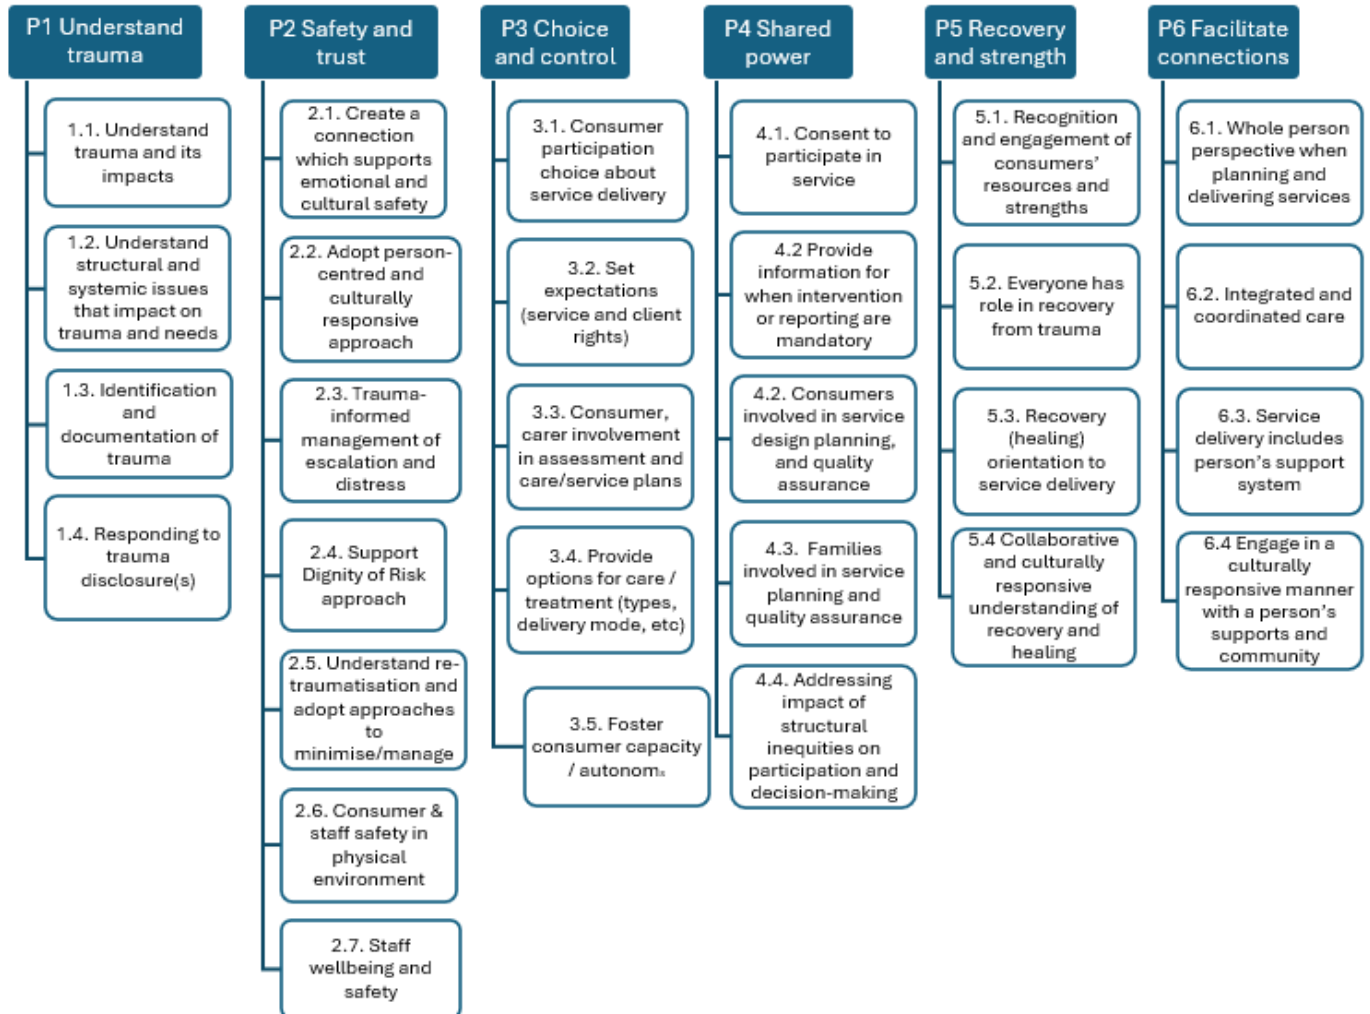 P1 Understand
trauma
1.1. Understand
trauma and its
impacts
1.2. Understand
structural and
systemic issues
that impact on
trauma and needs
1.3. Identification
and
documentation of
trauma
1.4. Responding to
trauma
disclosure(s)
P2 Safety and
trust
2.1. Create a
connection
which supports
emotional and
cultural safety
2.2. Adopt person-
centred and
culturally
responsive
approach
2.3. Trauma-
informed
management of
escalation and
distress
2.4. Support
Dignity of Risk
approach
2.5. Understand re-
traumatisation and
adopt approaches
to
minimise/manage
2.6. Consumer &
staff safety in
physical
environment
2.7. Staff
wellbeing and
safety
P3 Choice
and control
3.1. Consumer
participation
choice about
service delivery
3.2. Set
expectations
(service and client
rights)
3.3. Consumer,
carer involvement
in assessment and
care/service plans
3.4. Provide
options for care /
treatment (types,
delivery mode, etc)
3.5. Foster
consumer capacity
/
P4 Shared
power
4.1. Consent to
participate in
service
4.2 Provide
information for
when intervention
or reporting are
mandatory
4.2. Consumers
involved in service
design planning,
and quality
assurance
4.3. Families
involved in service
planning and
quality assurance
4.4. Addressing
impact of
structural
inequities on
participation and
decision-making
P5 Recovery
and strength
5.1. Recognition
and engagement of
consumers’
resources and
strengths
5.2. Everyone has
role in recovery
from trauma
5.3. Recovery
(healing)
orientation to
service delivery
5.4 Collaborative
and culturally
responsive
understanding of
recovery and
healing
P6 Facilitate
connections
6.1. Whole person
perspective when
planning and
delivering services
6.2. Integrated and
coordinated care
6.3. Service
delivery includes
person’s support
system
6.4 Engage in a
culturally
responsive manner
with a person’s
supports and
community